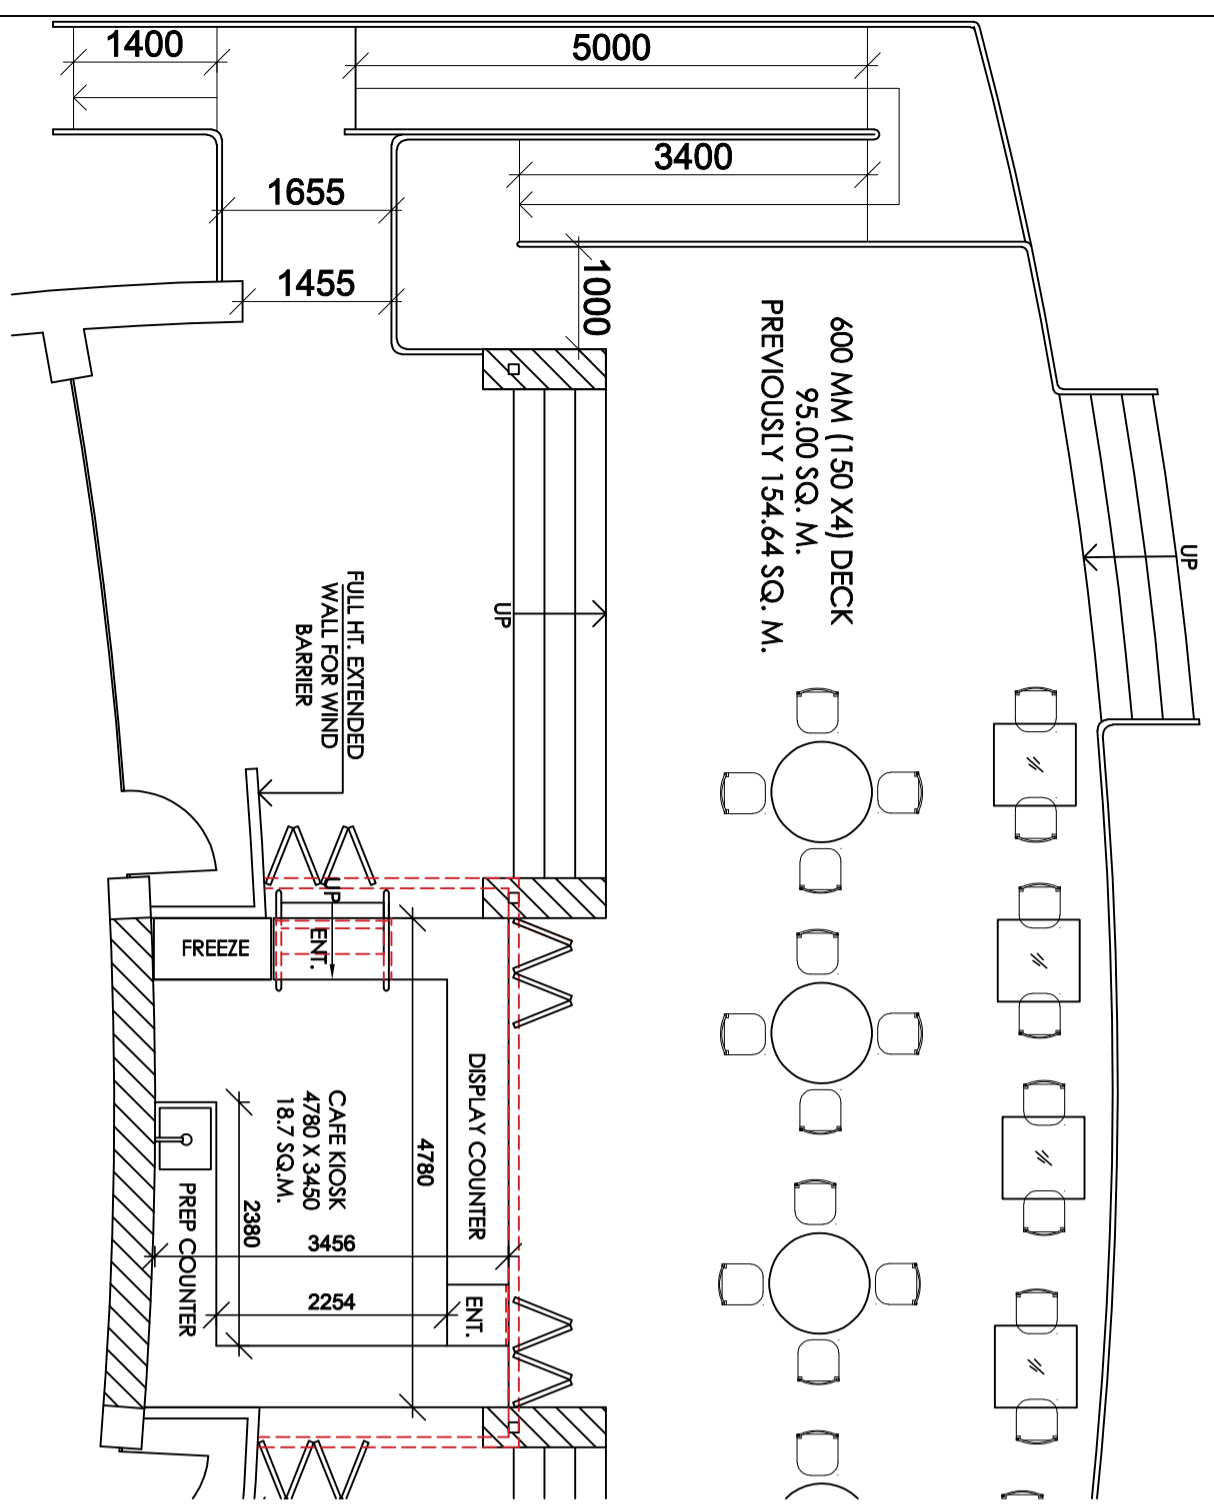 1400
5000
3400
1655
1455
1000
600 MM (150 X4) DECK
95.00 SQ. M.
PREVIOUSLY 154.64 SQ. M.
UP
UP
FULL HT. EXTENDED
WALL FOR WIND
BARRIER
UP
ENT.
FREEZE
DISPLAY COUNTER
CAFE KIOSK
4780 X 3450
18.7 SQ.M.
4780
2380
3456
2254
PREP COUNTER
ENT.